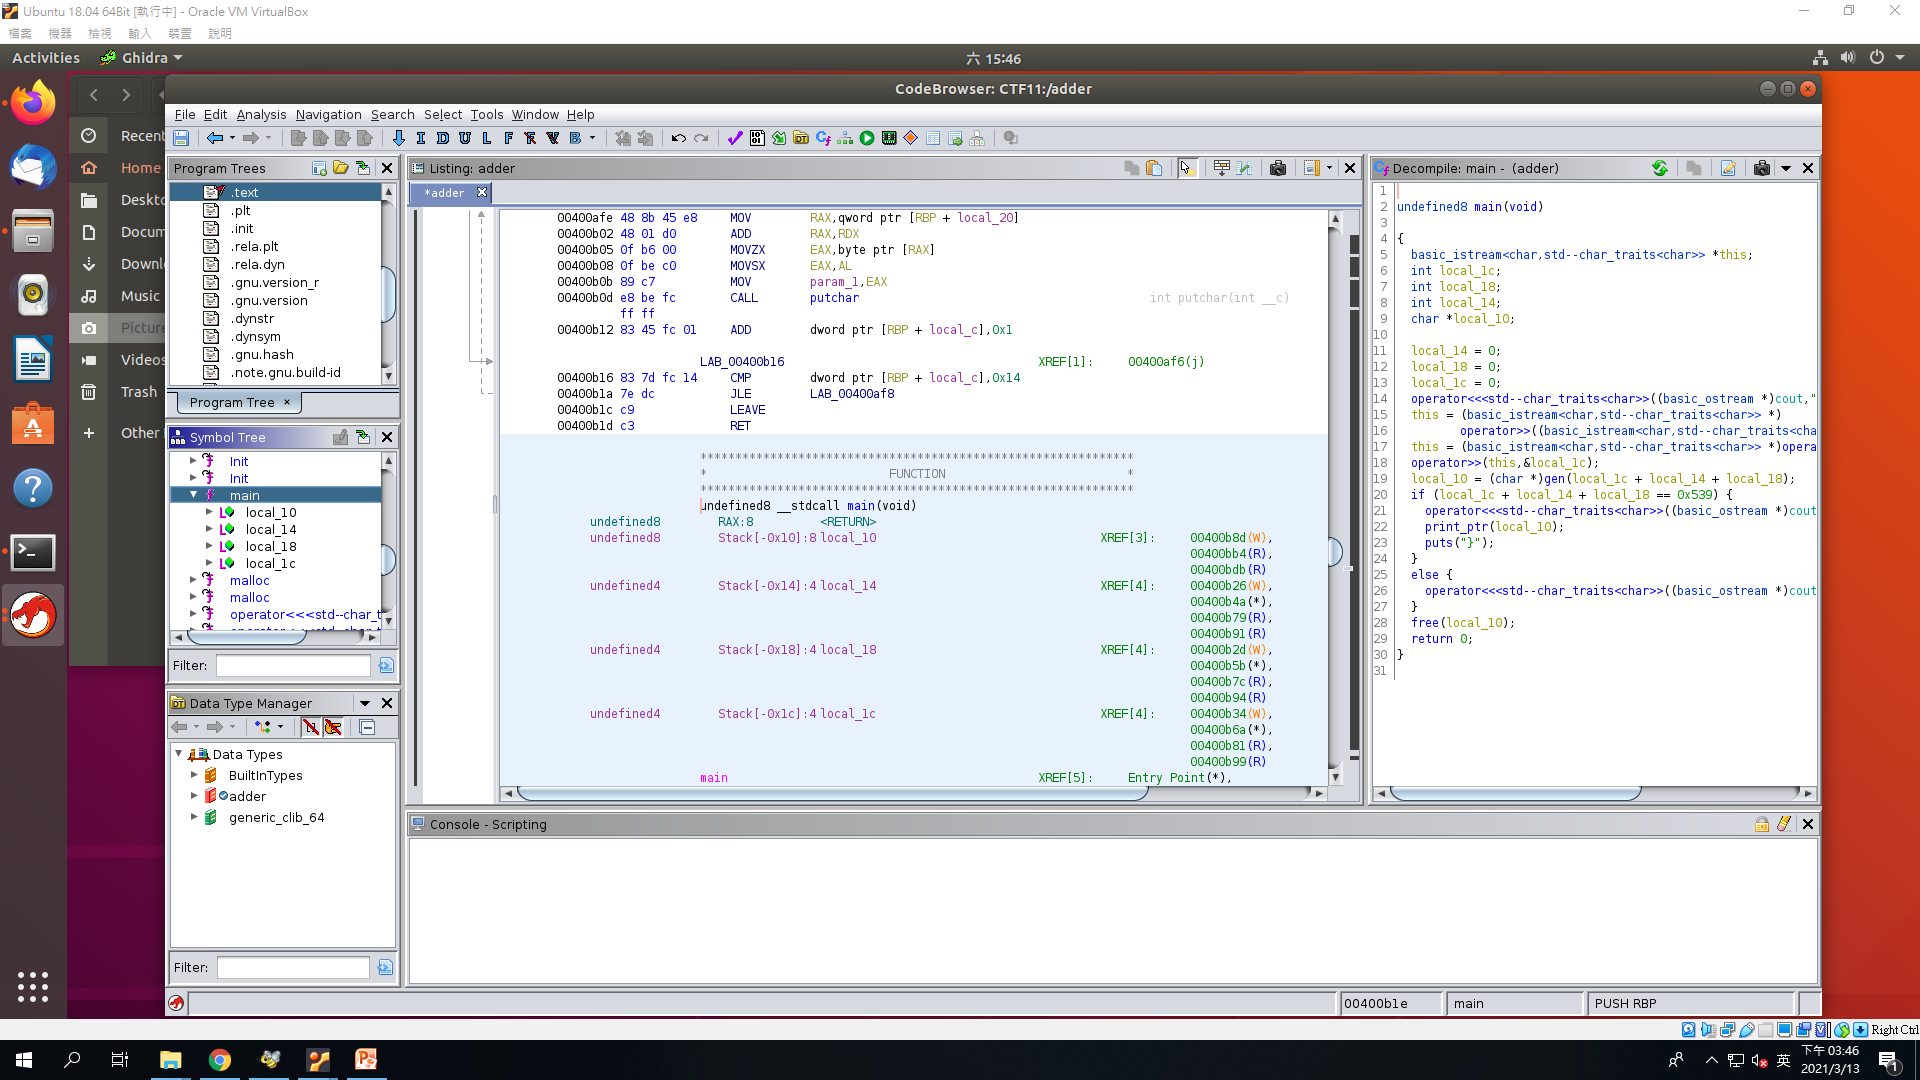 Ubuntu 18.04 64Bit [執行中] - Oracle VM VirtualBox
檔案 機器 檢視 輸入 裝置 說明
Activities Ghidra 六 15:46
CodeBrowser: CTF11:/adder
Recent
Home
Deskto
Docum
Downl
Music
Picture
Videos
Trash
Other
File Edit Analysis Navigation Search Select Tools Window Help
I D U L F V B
Program Trees
.text
.plt
.init
.rela.plt
.rela.dyn
.gnu.version_r
.gnu.version
.dynstr
.dynsym
.gnu.hash
.note.gnu.build-id
Program Tree ×
Symbol Tree
Init
Init
main
local_10
local_14
local_18
local_1c
malloc
malloc
operator<<<std--char_t
Filter:
Data Type Manager
Data Types
BuiltInTypes
adder
generic_clib_64
Filter:
Listing: adder
*adder
00400afe 48 8b 45 e8 MOV RAX,qword ptr [RBP + local_20]
00400b02 48 01 d0 ADD RAX,RDX
00400b05 0f b6 00 MOVZX EAX,byte ptr [RAX]
00400b08 0f be c0 MOVSX EAX,AL
00400b0b 89 c7 MOV param_1,EAX
00400b0d e8 be fc CALL putchar int putchar(int __c)
ff ff
00400b12 83 45 fc 01 ADD dword ptr [RBP + local_c],0x1
LAB_00400b16 XREF[1]: 00400af6(j)
00400b16 83 7d fc 14 CMP dword ptr [RBP + local_c],0x14
00400b1a 7e dc JLE LAB_00400af8
00400b1c c9 LEAVE
00400b1d c3 RET
**************************************************************
* FUNCTION *
**************************************************************
undefined8 __stdcall main(void)
undefined8 RAX:8 <RETURN>
undefined8 Stack[-0x10]:8 local_10 XREF[3]: 00400b8d(W),
00400bb4(R),
00400bdb(R)
undefined4 Stack[-0x14]:4 local_14 XREF[4]: 00400b26(W),
00400b4a(*),
00400b79(R),
00400b91(R)
undefined4 Stack[-0x18]:4 local_18 XREF[4]: 00400b2d(W),
00400b5b(*),
00400b7c(R),
00400b94(R)
undefined4 Stack[-0x1c]:4 local_1c XREF[4]: 00400b34(W),
00400b6a(*),
00400b81(R),
00400b99(R)
main XREF[5]: Entry Point(*),
Decompile: main - (adder)
1
2 undefined8 main(void)
3
4 {
5 basic_istream<char,std--char_traits<char>> *this;
6 int local_1c;
7 int local_18;
8 int local_14;
9 char *local_10;
10
11 local_14 = 0;
12 local_18 = 0;
13 local_1c = 0;
14 operator<<<std--char_traits<char>>((basic_ostream *)cout,"
15 this = (basic_istream<char,std--char_traits<char>> *)
16 operator>>((basic_istream<char,std--char_traits<cha
17 this = (basic_istream<char,std--char_traits<char>> *)opera
18 operator>>(this,&local_1c);
19 local_10 = (char *)gen(local_1c + local_14 + local_18);
20 if (local_1c + local_14 + local_18 == 0x539) {
21 operator<<<std--char_traits<char>>((basic_ostream *)cout
22 print_ptr(local_10);
23 puts("}");
24 }
25 else {
26 operator<<<std--char_traits<char>>((basic_ostream *)cout
27 }
28 free(local_10);
29 return 0;
30 }
31
Console - Scripting
00400b1e main PUSH RBP
Right Ctrl
英
下午 03:46
2021/3/13
1